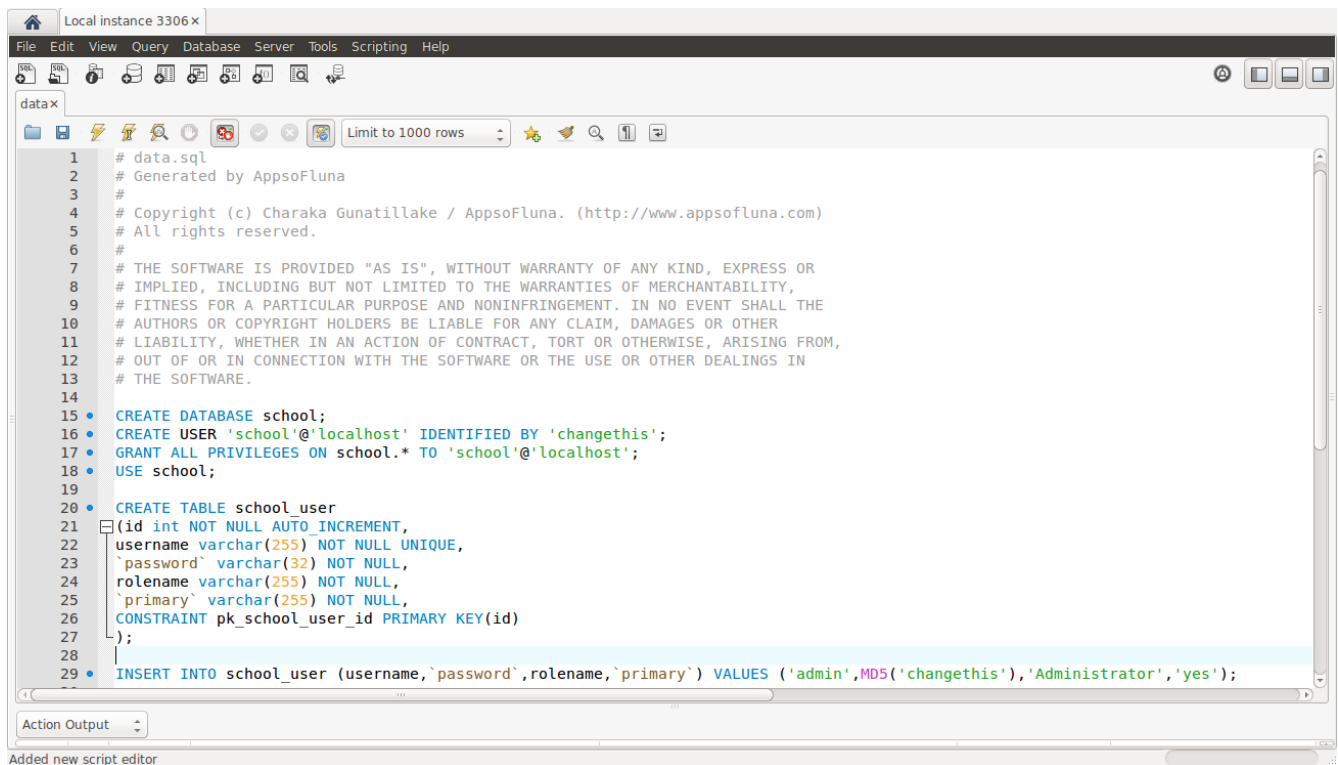 Local instance 3306 ×
File Edit View Query Database Server Tools Scripting Help
data ×
Limit to 1000 rows
1 # data.sql
2 # Generated by AppsoFluna
3 #
4 # Copyright (c) Charaka Gunatillake / AppsoFluna. (http://www.appsofluna.com)
5 # All rights reserved.
6 #
7 # THE SOFTWARE IS PROVIDED "AS IS", WITHOUT WARRANTY OF ANY KIND, EXPRESS OR
8 # IMPLIED, INCLUDING BUT NOT LIMITED TO THE WARRANTIES OF MERCHANTABILITY,
9 # FITNESS FOR A PARTICULAR PURPOSE AND NONINFRINGEMENT. IN NO EVENT SHALL THE
10 # AUTHORS OR COPYRIGHT HOLDERS BE LIABLE FOR ANY CLAIM, DAMAGES OR OTHER
11 # LIABILITY, WHETHER IN AN ACTION OF CONTRACT, TORT OR OTHERWISE, ARISING FROM,
12 # OUT OF OR IN CONNECTION WITH THE SOFTWARE OR THE USE OR OTHER DEALINGS IN
13 # THE SOFTWARE.
14
15 CREATE DATABASE school;
16 CREATE USER 'school'@'localhost' IDENTIFIED BY 'changethis';
17 GRANT ALL PRIVILEGES ON school.* TO 'school'@'localhost';
18 USE school;
19
20 CREATE TABLE school_user
21 (id int NOT NULL AUTO_INCREMENT,
22 username varchar(255) NOT NULL UNIQUE,
23 `password` varchar(32) NOT NULL,
24 rolename varchar(255) NOT NULL,
25 `primary` varchar(255) NOT NULL,
26 CONSTRAINT pk_school_user_id PRIMARY KEY(id)
27 );
28
29 INSERT INTO school_user (username,`password`,rolename,`primary`) VALUES ('admin',MD5('changethis'),'Administrator','yes');
Action Output
Added new script editor